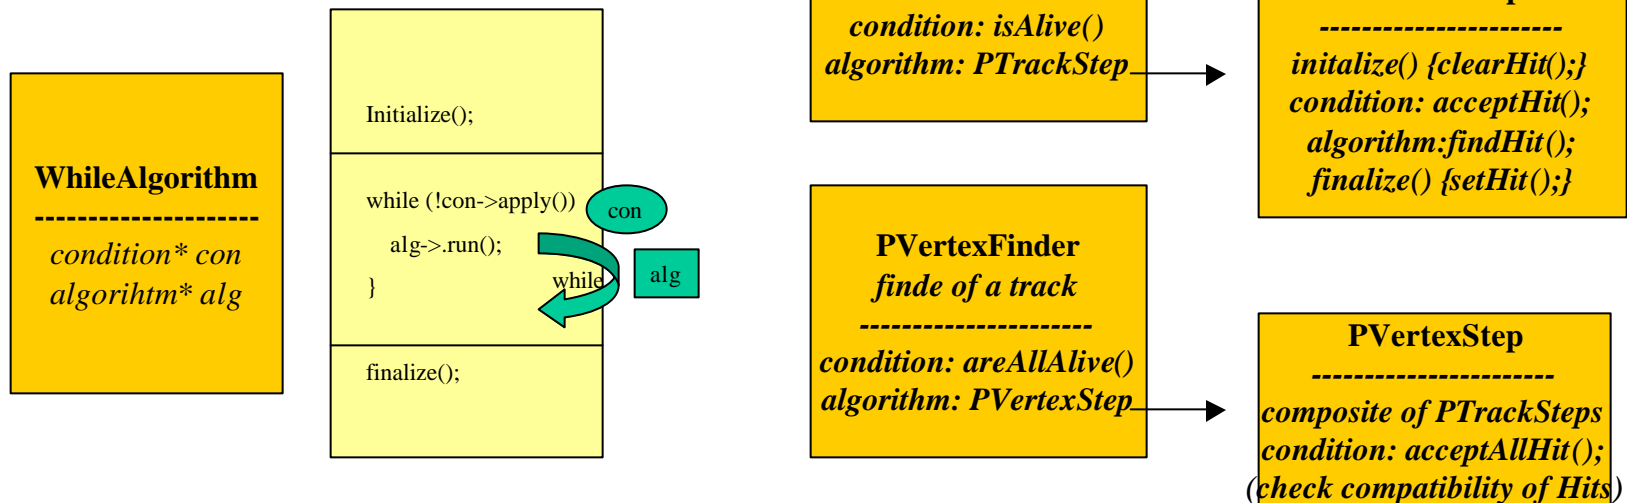 WhileAlgorithm
---------------------
condition* con
algorihtm* alg
Initialize();
while (!con->apply())
alg->.run();
}
finalize();
con
alg
while
condition: isAlive()
algorithm: PTrackStep
-----------------------
initalize() {clearHit();}
condition: acceptHit();
algorithm:findHit();
finalize() {setHit();}
PVertexFinder
finde of a track
----------------------
condition: areAllAlive()
algorithm: PVertexStep
PVertexStep
-----------------------
composite of PTrackSteps
condition: acceptAllHit();
(check compatibility of Hits)